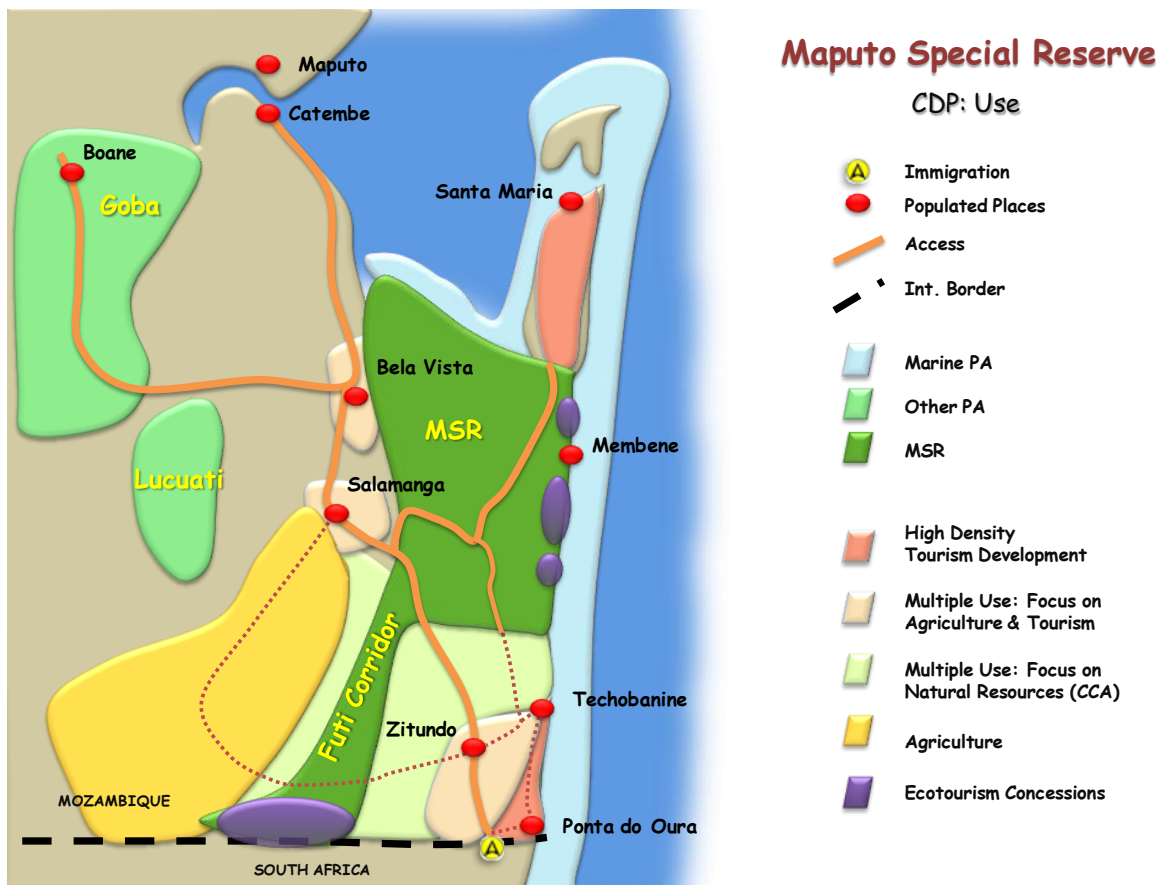 Maputo Special Reserve
CDP: Use
Maputo
Catembe
Boane
Goba
Santa Maria
Bela Vista
MSR
Membene
Lucuati
Salamanga
Futi Corridor
Techobanine
Zitundo
MOZAMBIQUE
Ponta do Oura
SOUTH AFRICA
A
A
Immigration
Populated Places
Access
Int. Border
Marine PA
Other PA
MSR
High Density
Tourism Development
Multiple Use: Focus on
Agriculture & Tourism
Multiple Use: Focus on
Natural Resources (CCA)
Agriculture
Ecotourism Concessions